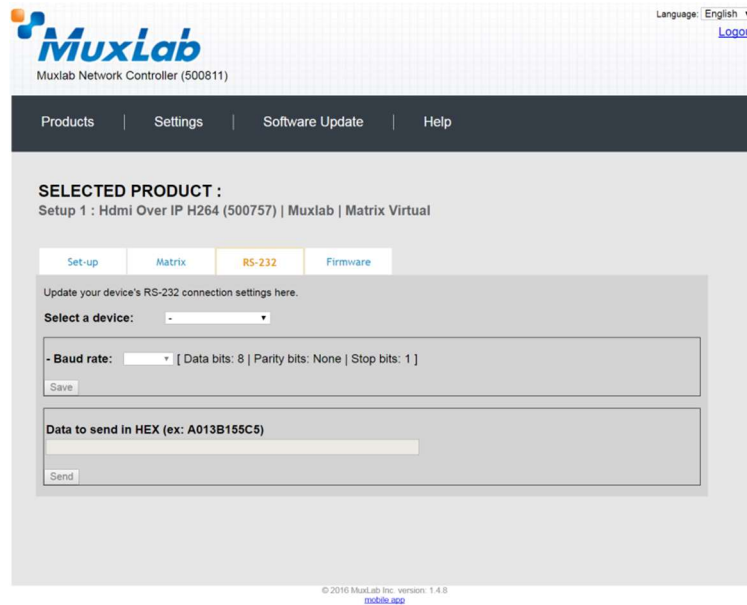 Language: English
Logou
MuxLab
Muxlab Network Controller (500811)
Products | Settings | Software Update | Help
SELECTED PRODUCT :
Setup 1 : Hdmi Over IP H264 (500757) | Muxlab | Matrix Virtual
Set-up Matrix RS-232 Firmware
Update your device's RS-232 connection settings here.
Select a device: -
- Baud rate: [ Data bits: 8 | Parity bits: None | Stop bits: 1 ]
Save
Data to send in HEX (ex: A013B155C5)
Send
© 2016 MuxLab Inc. version: 1.4.8
mobile app